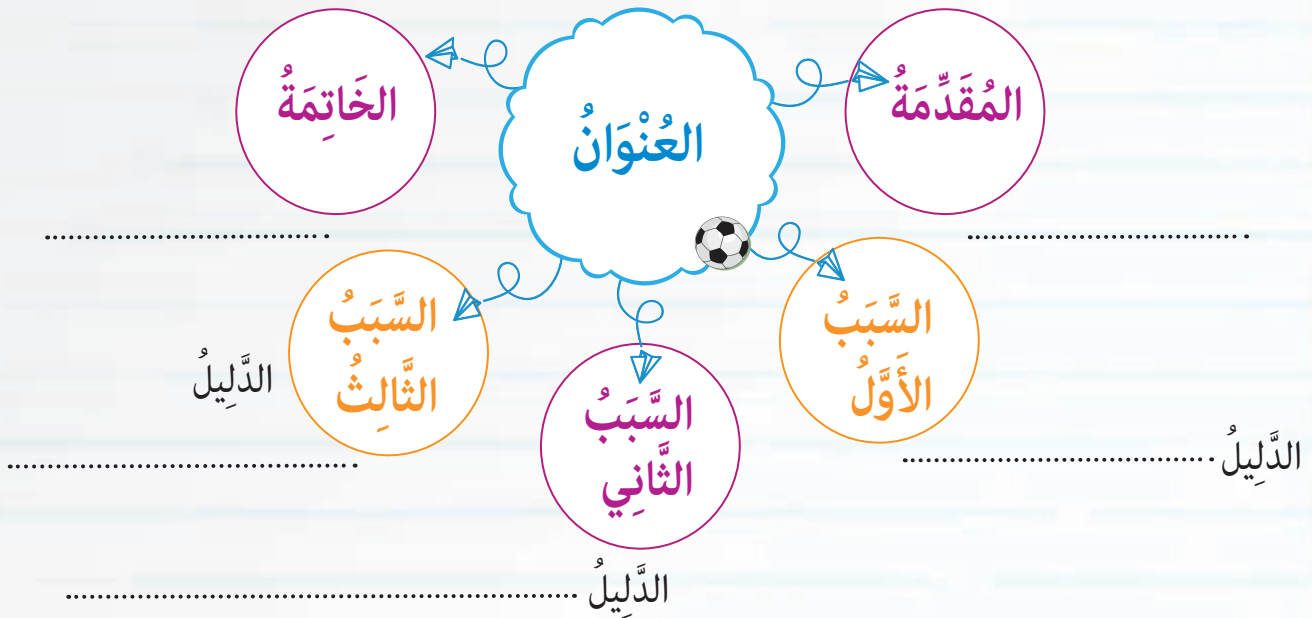 العُنْوَانُ
المُقَدِّمَةُ
................................
السَّبَبُ
الأَوَّلُ
الدَّلِيلُ ....................................
السَّبَبُ
الثَّانِي
الدَّلِيلُ ..........................................................
السَّبَبُ
الثَّالِثُ
الدَّلِيلُ
........................................
الخَاتِمَةُ
................................